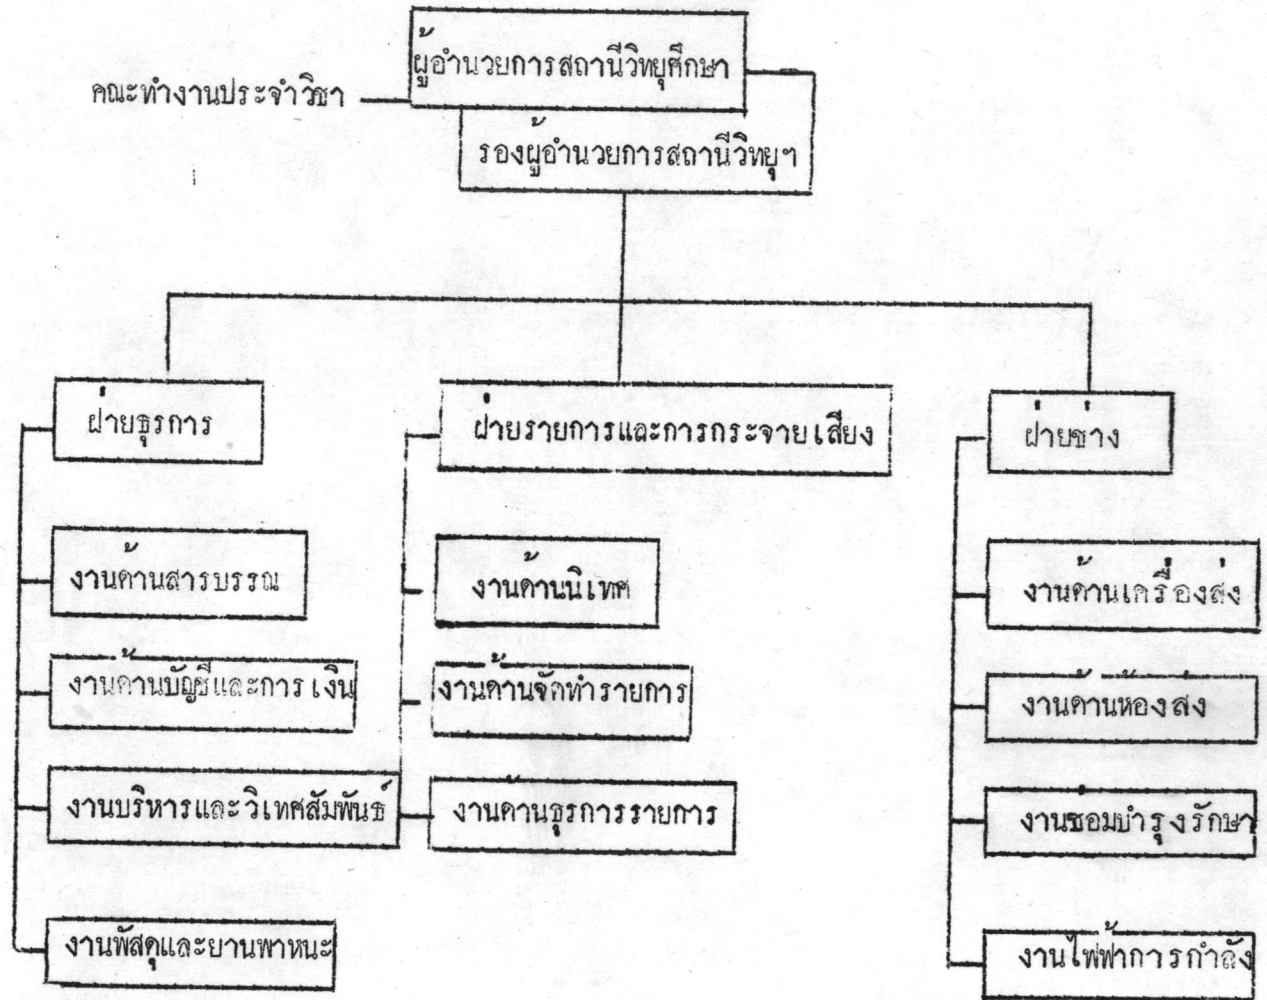 ผู้อำนวยการสถานีวิทยุศึกษา
คณะทำงานประจำวิชา
รองผู้อำนวยการสถานีวิทยุฯ
ฝ่ายธุรการ
ฝ่ายรายการและการกระจายเสียง
ฝ่ายช่าง
งานด้านสารบรรณ
งานด้านนิเทศ
งานด้านเครื่องส่ง
งานด้านบัญชีและการเงิน
งานด้านจัดทำรายการ
งานด้านห้องส่ง
งานบริหารและวิเทศสัมพันธ์
งานด้านธุรการรายการ
งานซ่อมบำรุงรักษา
งานพัสดุและยานพาหนะ
งานไฟฟ้าการกำลัง